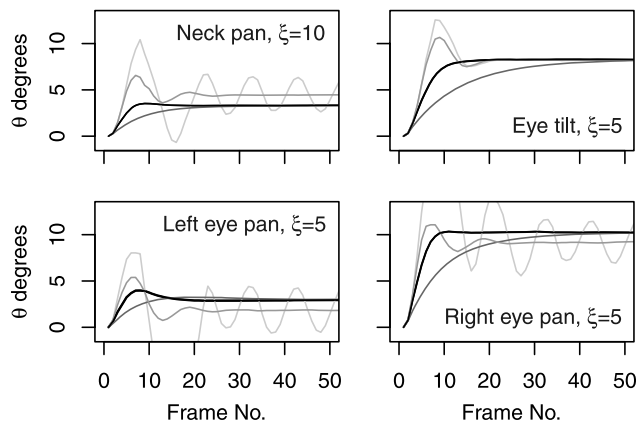 Neck pan, ξ=10
θ degrees
0
5
10
Eye tilt, ξ=5
Left eye pan, ξ=5
θ degrees
0
5
10
0 10 20 30 40 50
Frame No.
Right eye pan, ξ=5
0 10 20 30 40 50
Frame No.